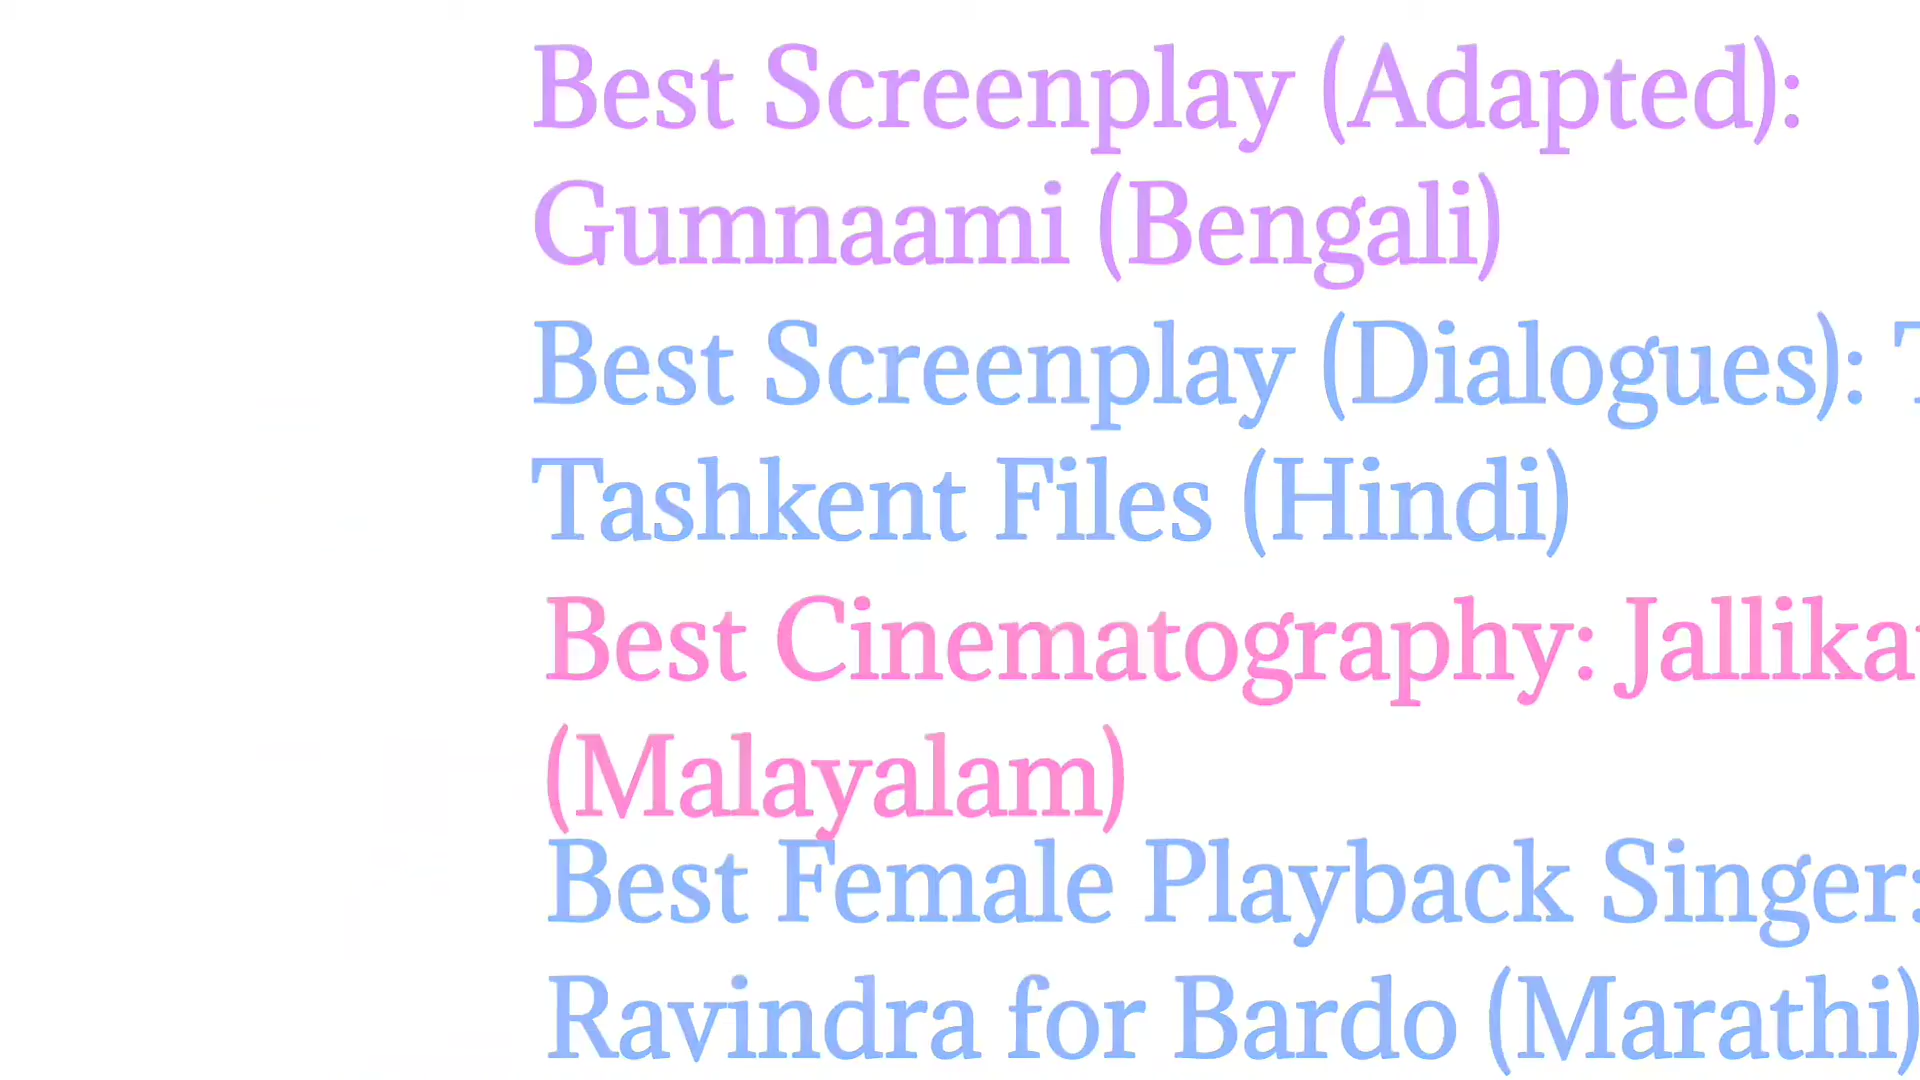 Best Screenplay (Adapted):
Gumnaami (Bengali)
Best Screenplay (Dialogues):
Tashkent Files (Hindi)
Best Cinematography:
(Malayalam)
Best Female Playback Singer:
Ravindra for Bardo (Marathi)